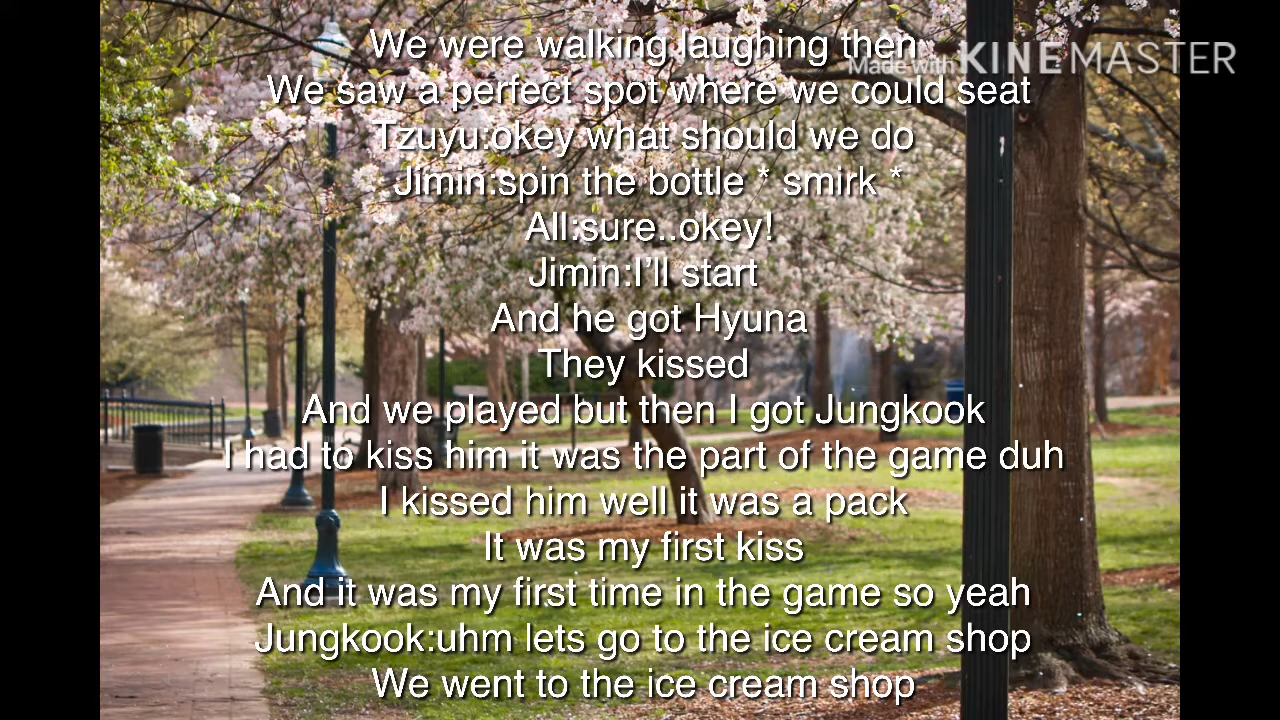 We were walking laughing then
Made with KINEMASTER
We saw a perfect spot where we could seat
Tzuyu:okey what should we do
Jimin:spin the bottle * smirk *
All:sure..okey!
Jimin:I'll start
And he got Hyuna
They kissed
And we played but then I got Jungkook
I had to kiss him it was the part of the game duh
I kissed him well it was a pack
It was my first kiss
And it was my first time in the game so yeah
Jungkook:uhm lets go to the ice cream shop
We went to the ice cream shop